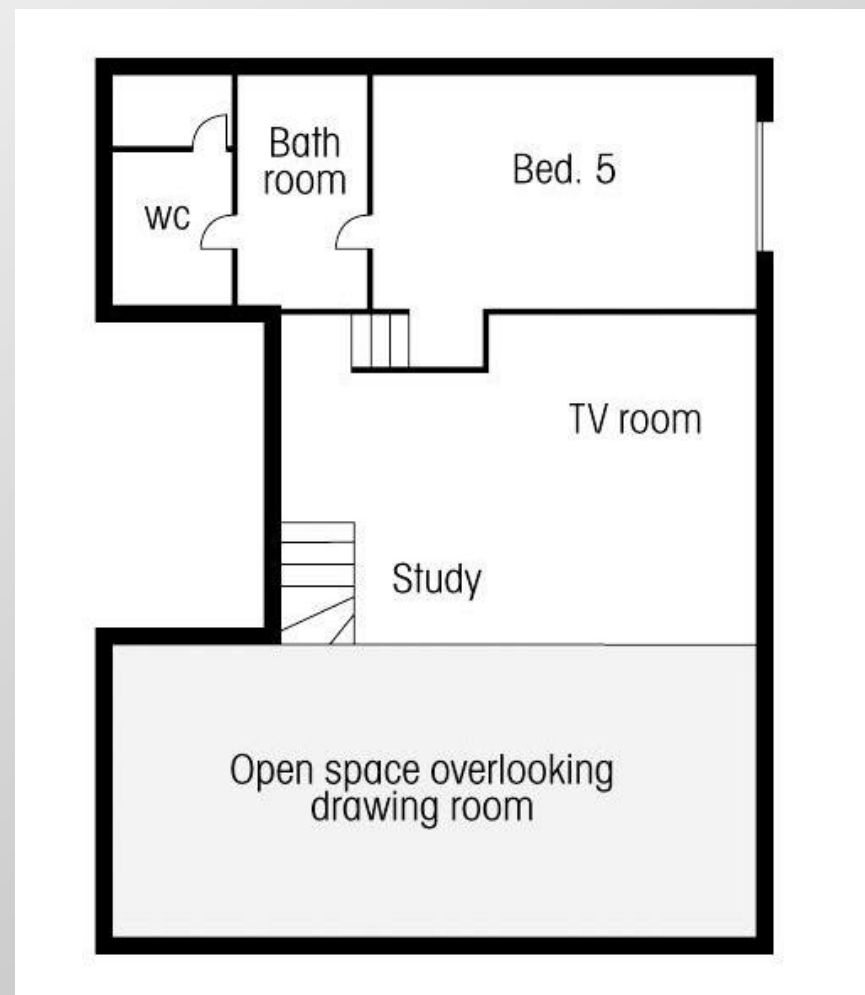 Bath
room
Bed. 5
wc
TV room
Study
Open space overlooking
drawing room